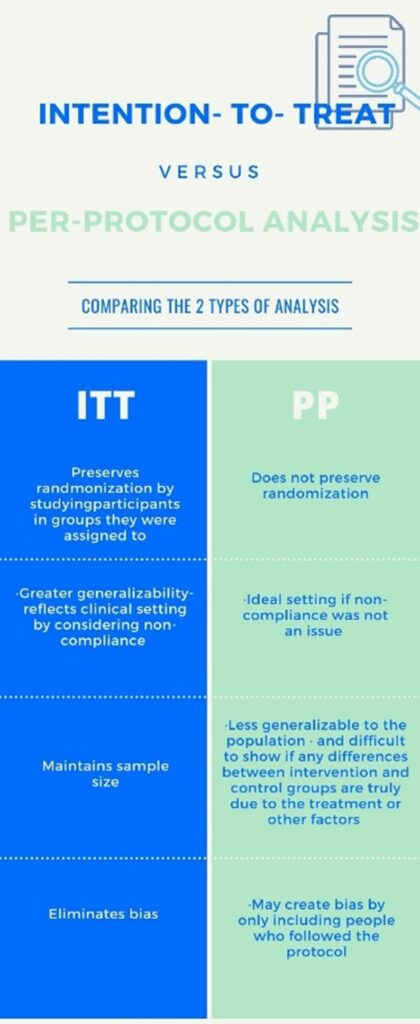 INTENTION- TO- TREAT
VERSUS
PER-PROTOCOL ANALYSIS
COMPARING THE 2 TYPES OF ANALYSIS
ITT
Preserves
randmonization by
studyingparticipants
in groups they were
assigned to
·Greater generalizability-
reflects clinical setting
by considering non-
compliance
Maintains sample
size
Eliminates bias
PP
Does not preserve
randomization
·Ideal setting if non-
compliance was not
an issue
·Less generalizable to the
population · and difficult
to show if any differences
between intervention and
control groups are truly
due to the treatment or
other factors
·May create bias by
only including people
who followed the
protocol